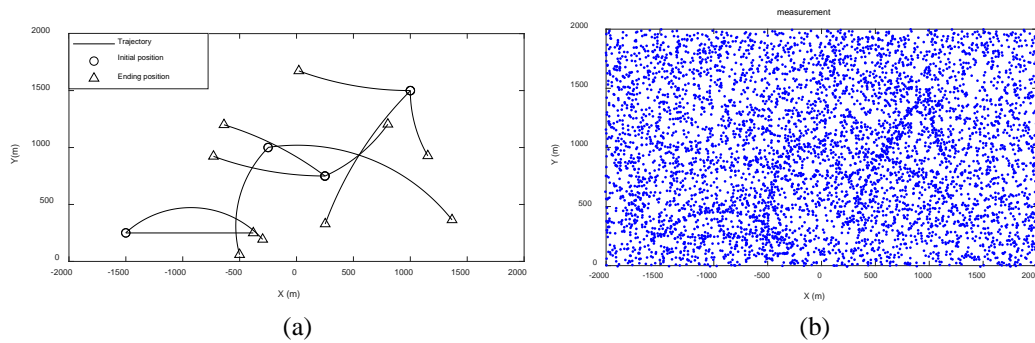 measurement
2000
Trajectory
Initial position
Ending position
1500
Y(m)
1000
500
0
-2000 -1500 -1000 -500 0 500 1000 1500 2000
X (m)
2000
1500
Y (m)
1000
500
0
-2000 -1500 -1000 -500 0 500 1000 1500 200
X (m)
(a) (b)